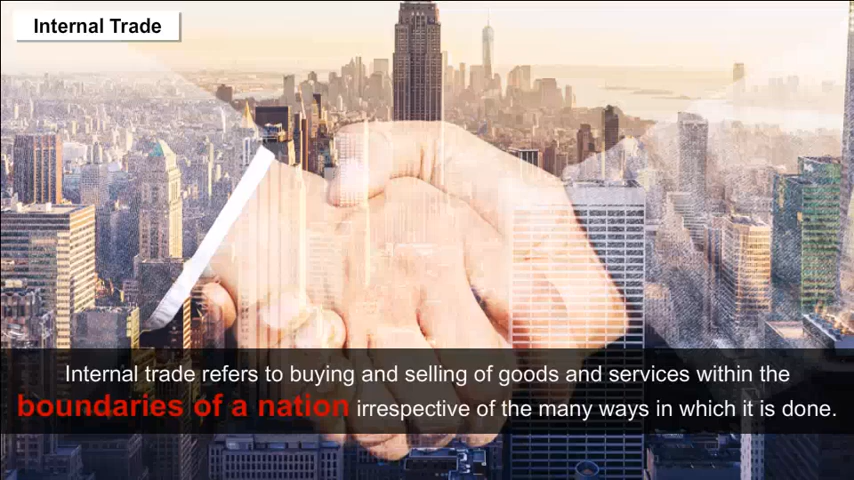 Internal Trade
Internal trade refers to buying and selling of goods and services within the
boundaries of a nation irrespective of the many ways in which it is done.